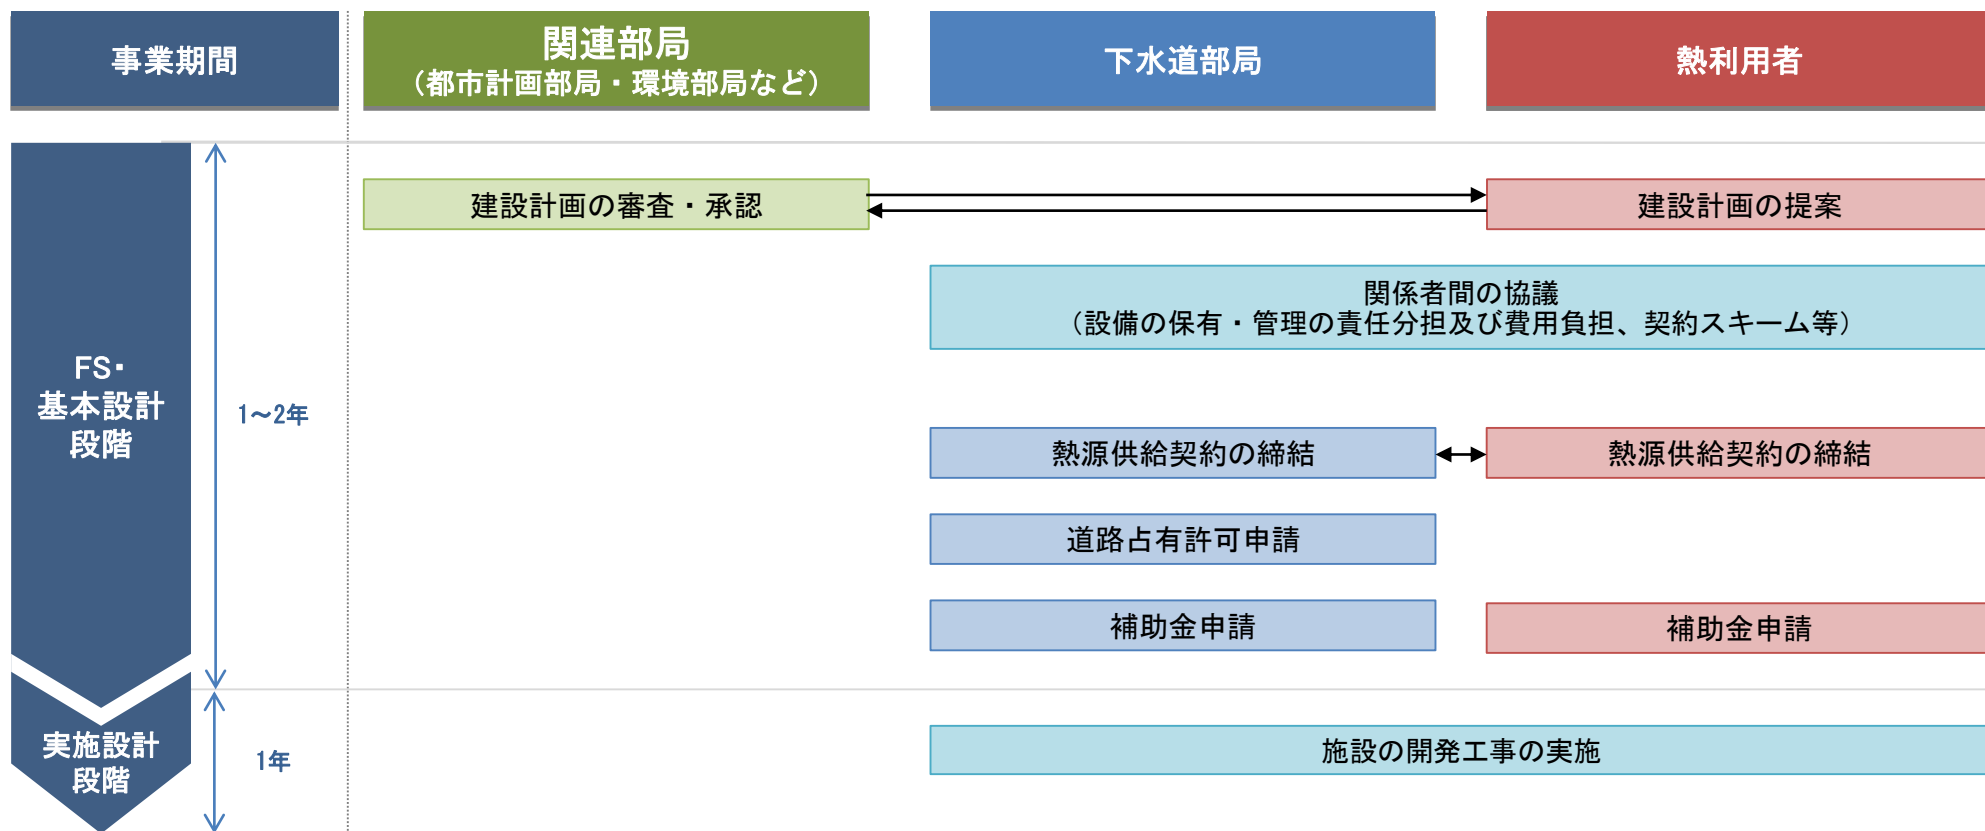 事業期間
関連部局
（都市計画部局・環境部局など）
下水道部局
熱利用者
建設計画の審査・承認
建設計画の提案
関係者間の協議
（設備の保有・管理の責任分担及び費用負担、契約スキーム等）
FS・
基本設計
段階
1～2年
熱源供給契約の締結
熱源供給契約の締結
道路占有許可申請
補助金申請
補助金申請
実施設計
段階
1年
施設の開発工事の実施